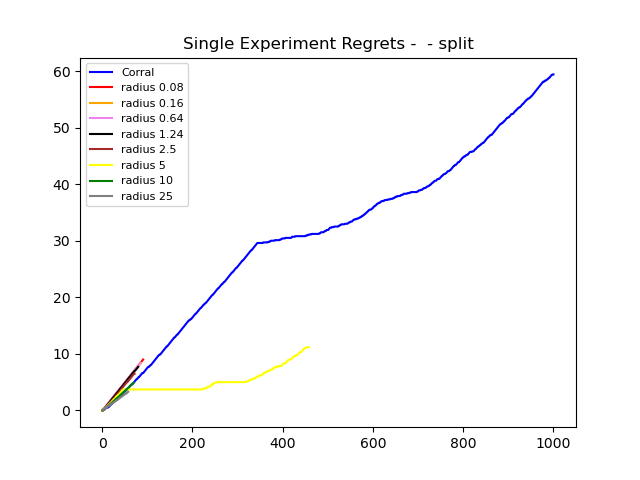 Single Experiment Regrets -  - split
60
50
40
30
20
10
0
Corral
radius 0.08
radius 0.16
radius 0.64
radius 1.24
radius 2.5
radius 5
radius 10
radius 25
0 200 400 600 800 1000